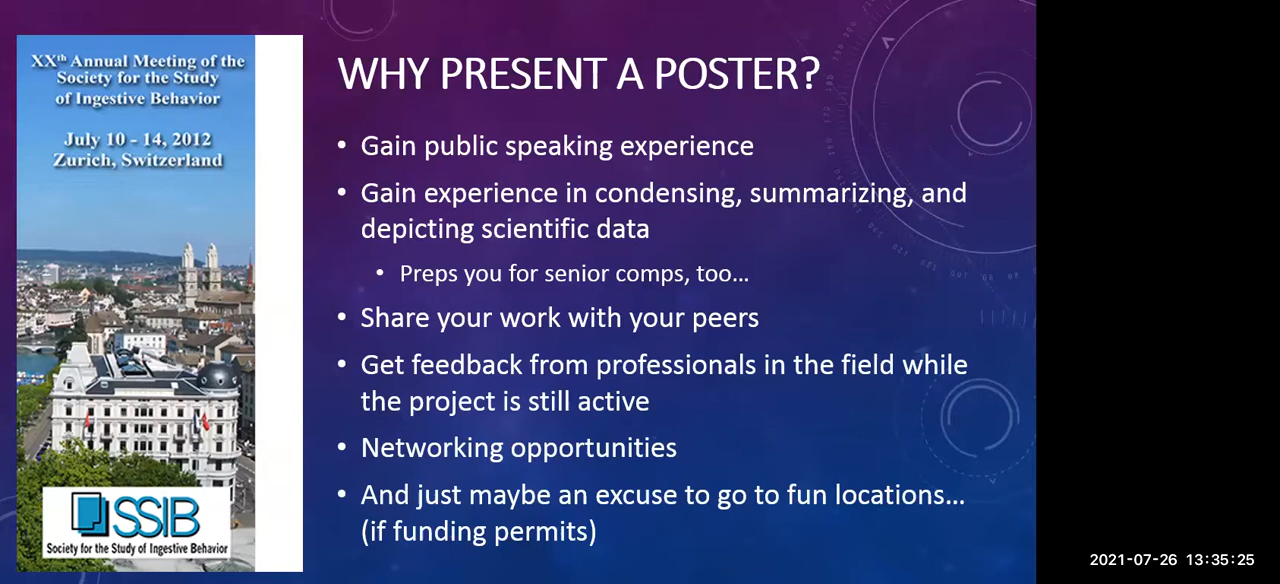 XXth Annual Meeting of the
Society for the Study
of Ingestive Behavior
July 10 - 14, 2012
Zurich, Switzerland
SSIB
Society for the Study of Ingestive Behavior
WHY PRESENT A POSTER?
• Gain public speaking experience
• Gain experience in condensing, summarizing, and
depicting scientific data
• Preps you for senior comps, too…
• Share your work with your peers
• Get feedback from professionals in the field while
the project is still active
• Networking opportunities
• And just maybe an excuse to go to fun locations…
(if funding permits)
2021-07-26 13:35:25